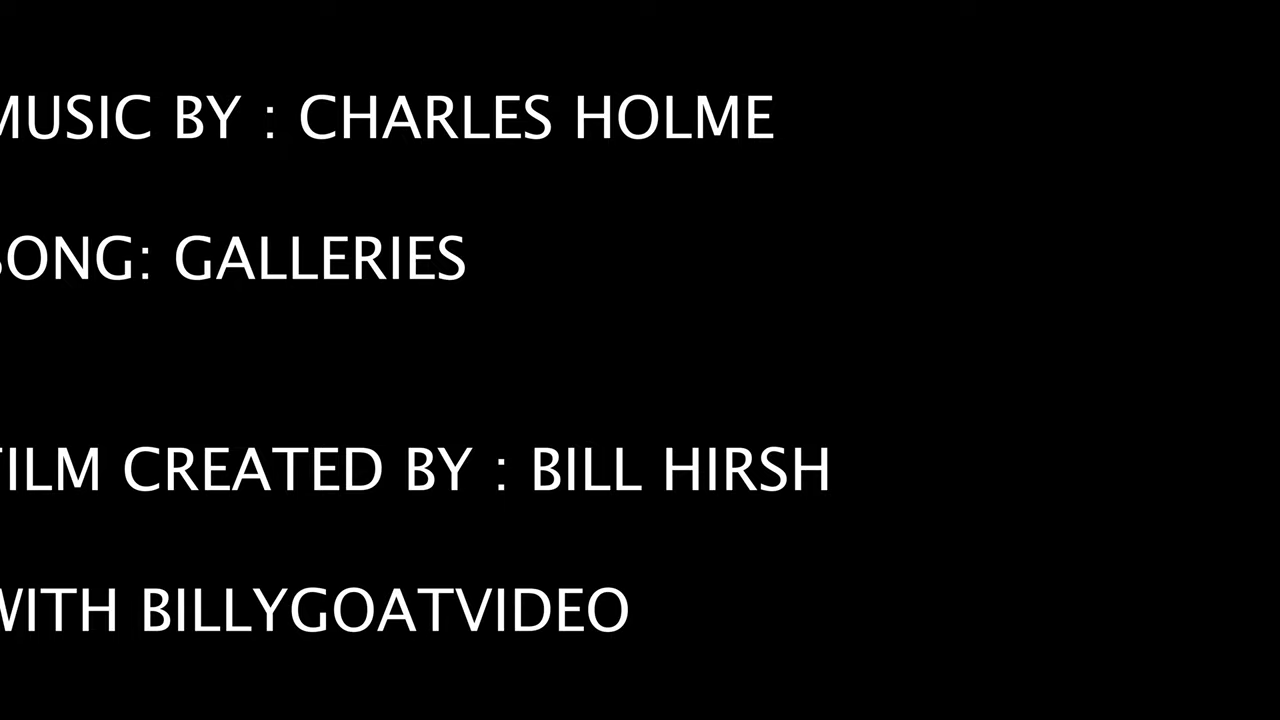 MUSIC BY : CHARLES HOLME
SONG: GALLERIES
FILM CREATED BY : BILL HIRSH
WITH BILLYGOATVIDEO